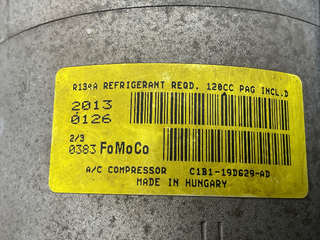 R134A REFRIGERANT REQD. 120CC PAG INCL.D
2013
0126
2/3
0383 FoMoCo
A/C COMPRESSOR C1B1-19D629-AD
MADE IN HUNGARY